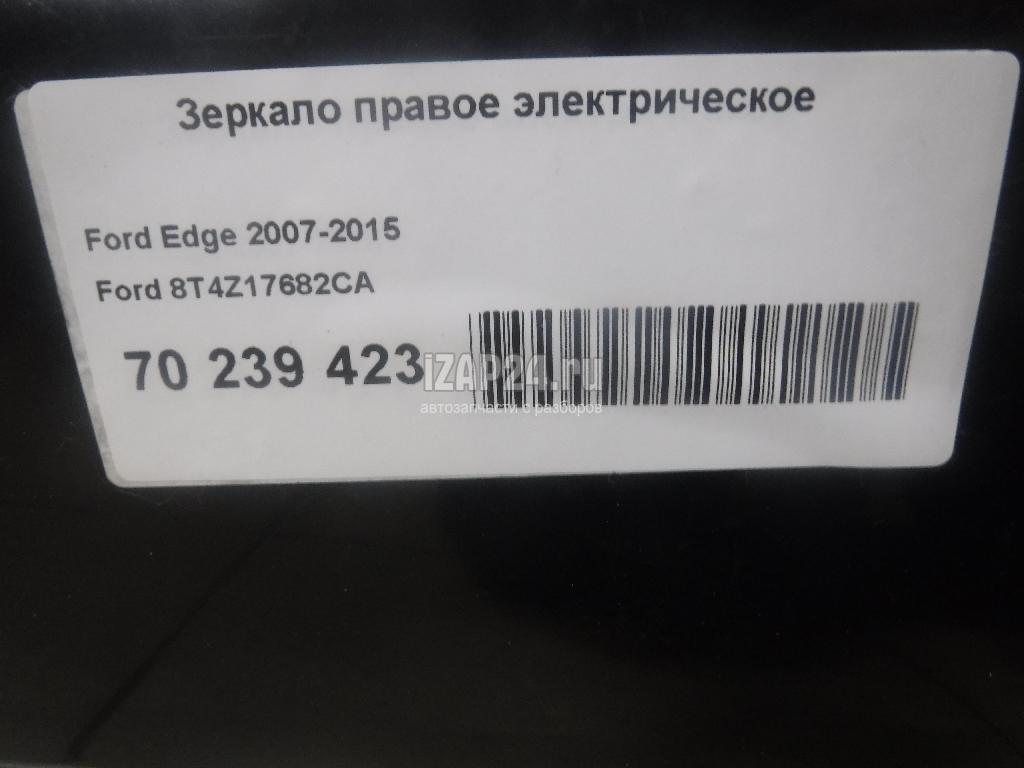 Зеркало правое электрическое
Ford Edge 2007-2015
Ford 8T4Z17682CA
70 239 423
iZAP24.ru
автозапчасти с разборов